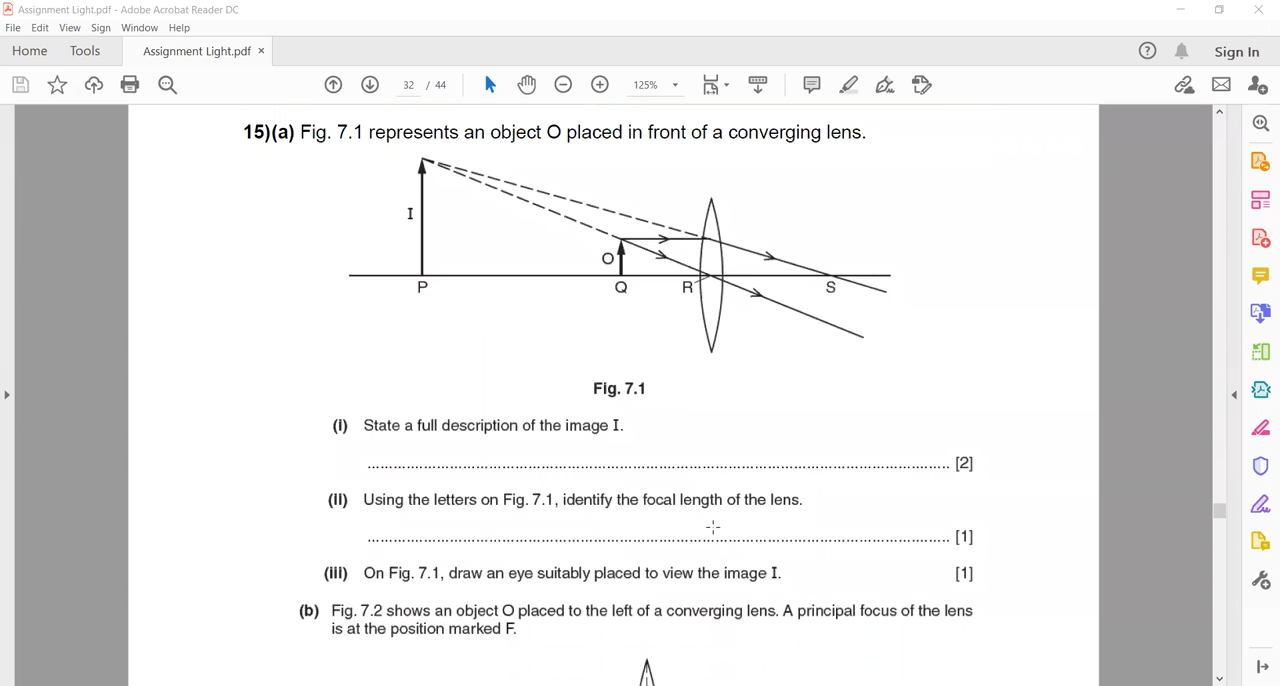 Assignment Light.pdf - Adobe Acrobat Reader DC
File Edit View Sign Window Help
Home Tools Assignment Light.pdf × Sign In
32 / 44 125%
15)(a) Fig. 7.1 represents an object O placed in front of a converging lens.
I
O
P Q R S
Fig. 7.1
(i) State a full description of the image I.
.......................................................................................................... [2]
(ii) Using the letters on Fig. 7.1, identify the focal length of the lens.
.......................................................................................................... [1]
(iii) On Fig. 7.1, draw an eye suitably placed to view the image I. [1]
(b) Fig. 7.2 shows an object O placed to the left of a converging lens. A principal focus of the lens
is at the position marked F.